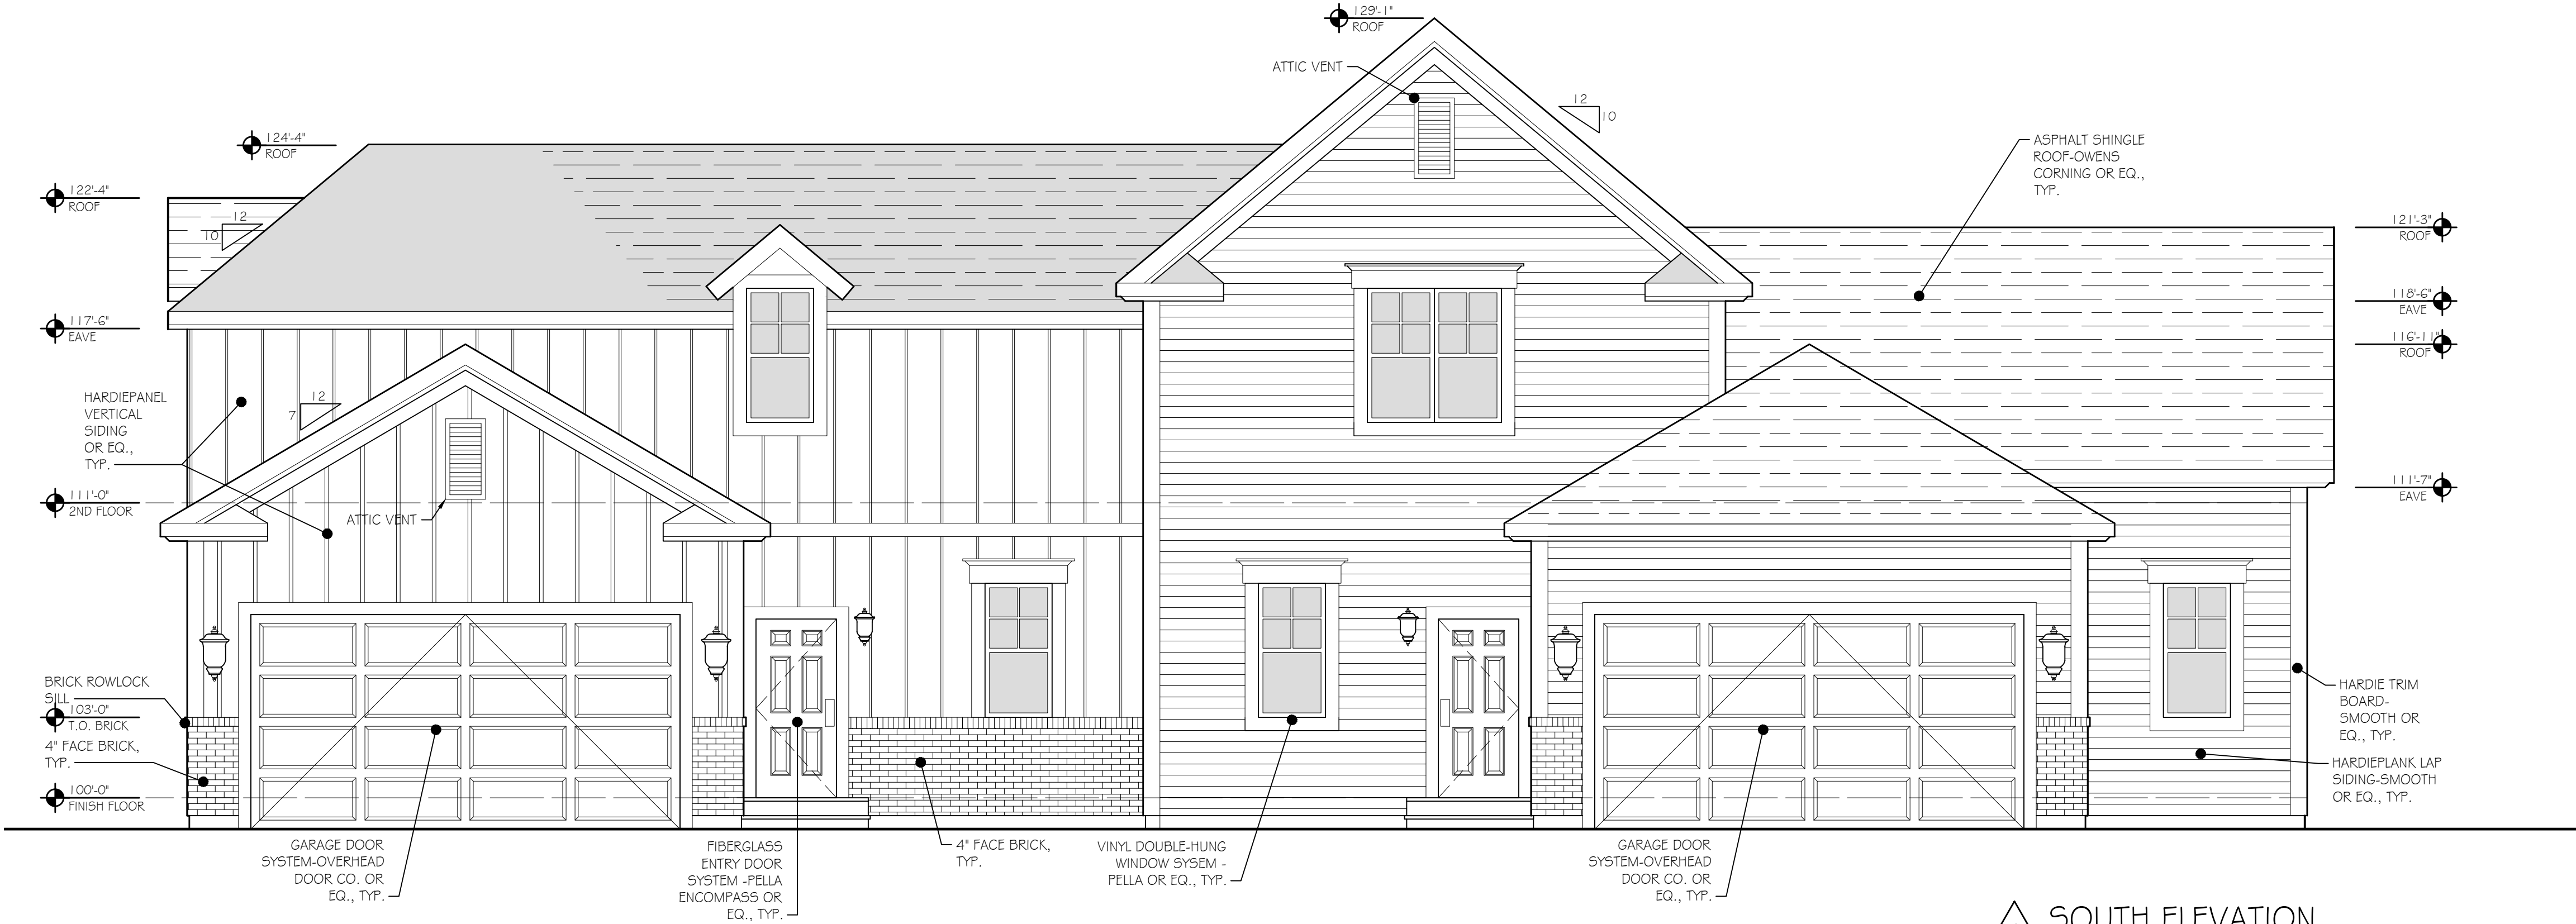 129'-1"
ROOF
ATTIC VENT
12
10
124'-4"
ROOF
ASPHALT SHINGLE
ROOF-OWENS
CORNING OR EQ.,
TYP.
122'-4"
ROOF
12
10
121'-3"
ROOF
118'-6"
EAVE
117'-6"
EAVE
116'-11"
ROOF
HARDIEPANEL
VERTICAL
SIDING
OR EQ.,
TYP.
12
7
111'-0"
2ND FLOOR
ATTIC VENT
111'-7"
EAVE
BRICK ROWLOCK
SILL
103'-0"
T.O. BRICK
4" FACE BRICK,
TYP.
100'-0"
FINISH FLOOR
HARDIE TRIM
BOARD-
SMOOTH OR
EQ., TYP.
HARDIEPLANK LAP
SIDING-SMOOTH
OR EQ., TYP.
GARAGE DOOR
SYSTEM-OVERHEAD
DOOR CO. OR
EQ., TYP.
FIBERGLASS
ENTRY DOOR
SYSTEM -PELLA
ENCOMPASS OR
EQ., TYP.
4" FACE BRICK,
TYP.
VINYL DOUBLE-HUNG
WINDOW SYSEM -
PELLA OR EQ., TYP.
GARAGE DOOR
SYSTEM-OVERHEAD
DOOR CO. OR
EQ., TYP.
SOUTH ELEVATION